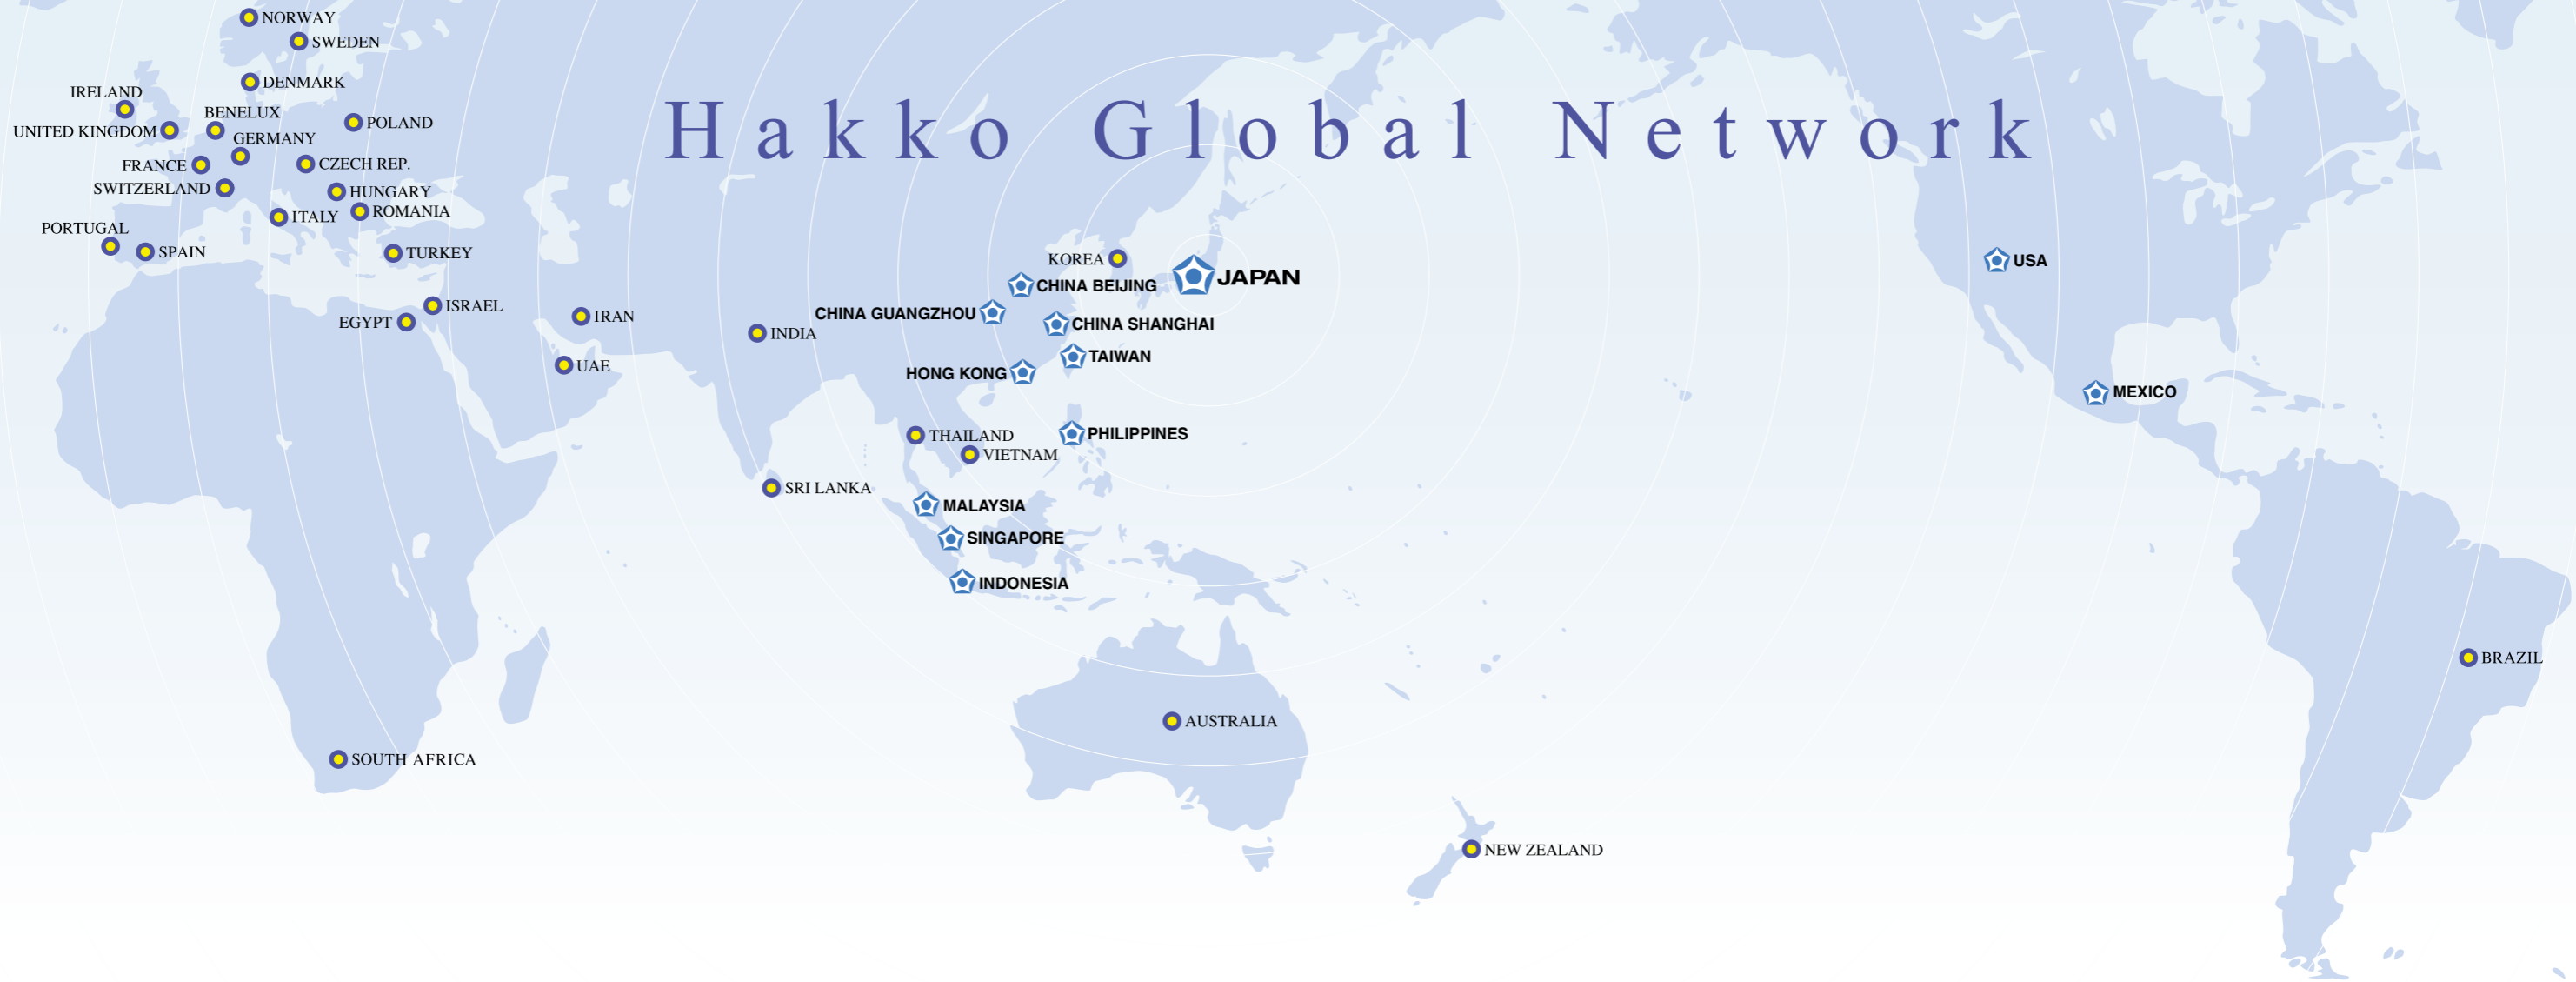 Hakko Global Network
NORWAY
SWEDEN
DENMARK
IRELAND
BENELUX
POLAND
UNITED KINGDOM
GERMANY
FRANCE
CZECH REP.
SWITZERLAND
HUNGARY
ITALY
ROMANIA
PORTUGAL
SPAIN
TURKEY
ISRAEL
EGYPT
IRAN
UAE
INDIA
SRI LANKA
SOUTH AFRICA
KOREA
JAPAN
CHINA BEIJING
CHINA GUANGZHOU
CHINA SHANGHAI
TAIWAN
HONG KONG
PHILIPPINES
THAILAND
VIETNAM
MALAYSIA
SINGAPORE
INDONESIA
AUSTRALIA
NEW ZEALAND
USA
MEXICO
BRAZIL